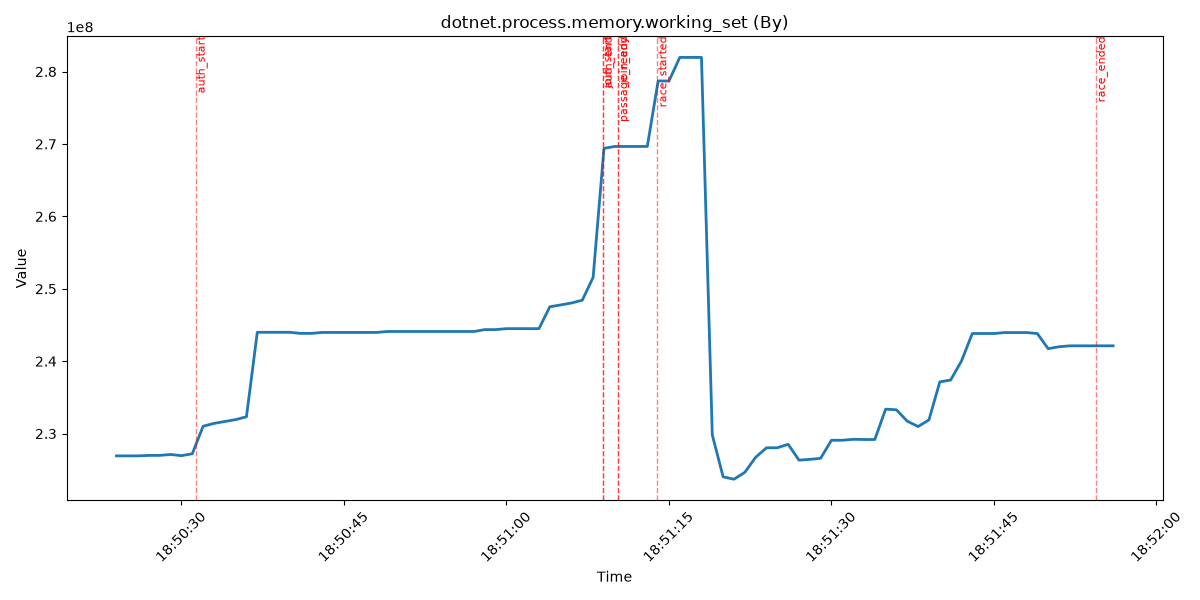 dotnet.process.memory.working_set (By)
1e8
2.8
2.7
2.6
2.5
2.4
2.3
Value
auth_start
passage_ready
race_started
race_ended
18:50:30
18:50:45
18:51:00
18:51:15
18:51:30
18:51:45
18:52:00
Time